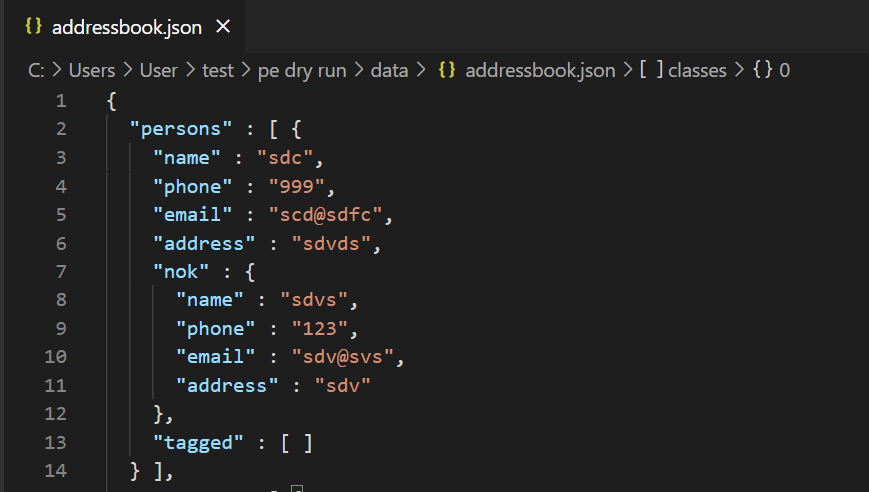 {} addressbook.json ×
C: > Users > User > test > pe dry run > data > {} addressbook.json > [ ] classes > {} 0
1 {
2 "persons" : [ {
3 "name" : "sdc",
4 "phone" : "999",
5 "email" : "scd@sdfc",
6 "address" : "sdvds",
7 "nok" : {
8 "name" : "sdvs",
9 "phone" : "123",
10 "email" : "sdv@svs",
11 "address" : "sdv"
12 },
13 "tagged" : [ ]
14 } ],